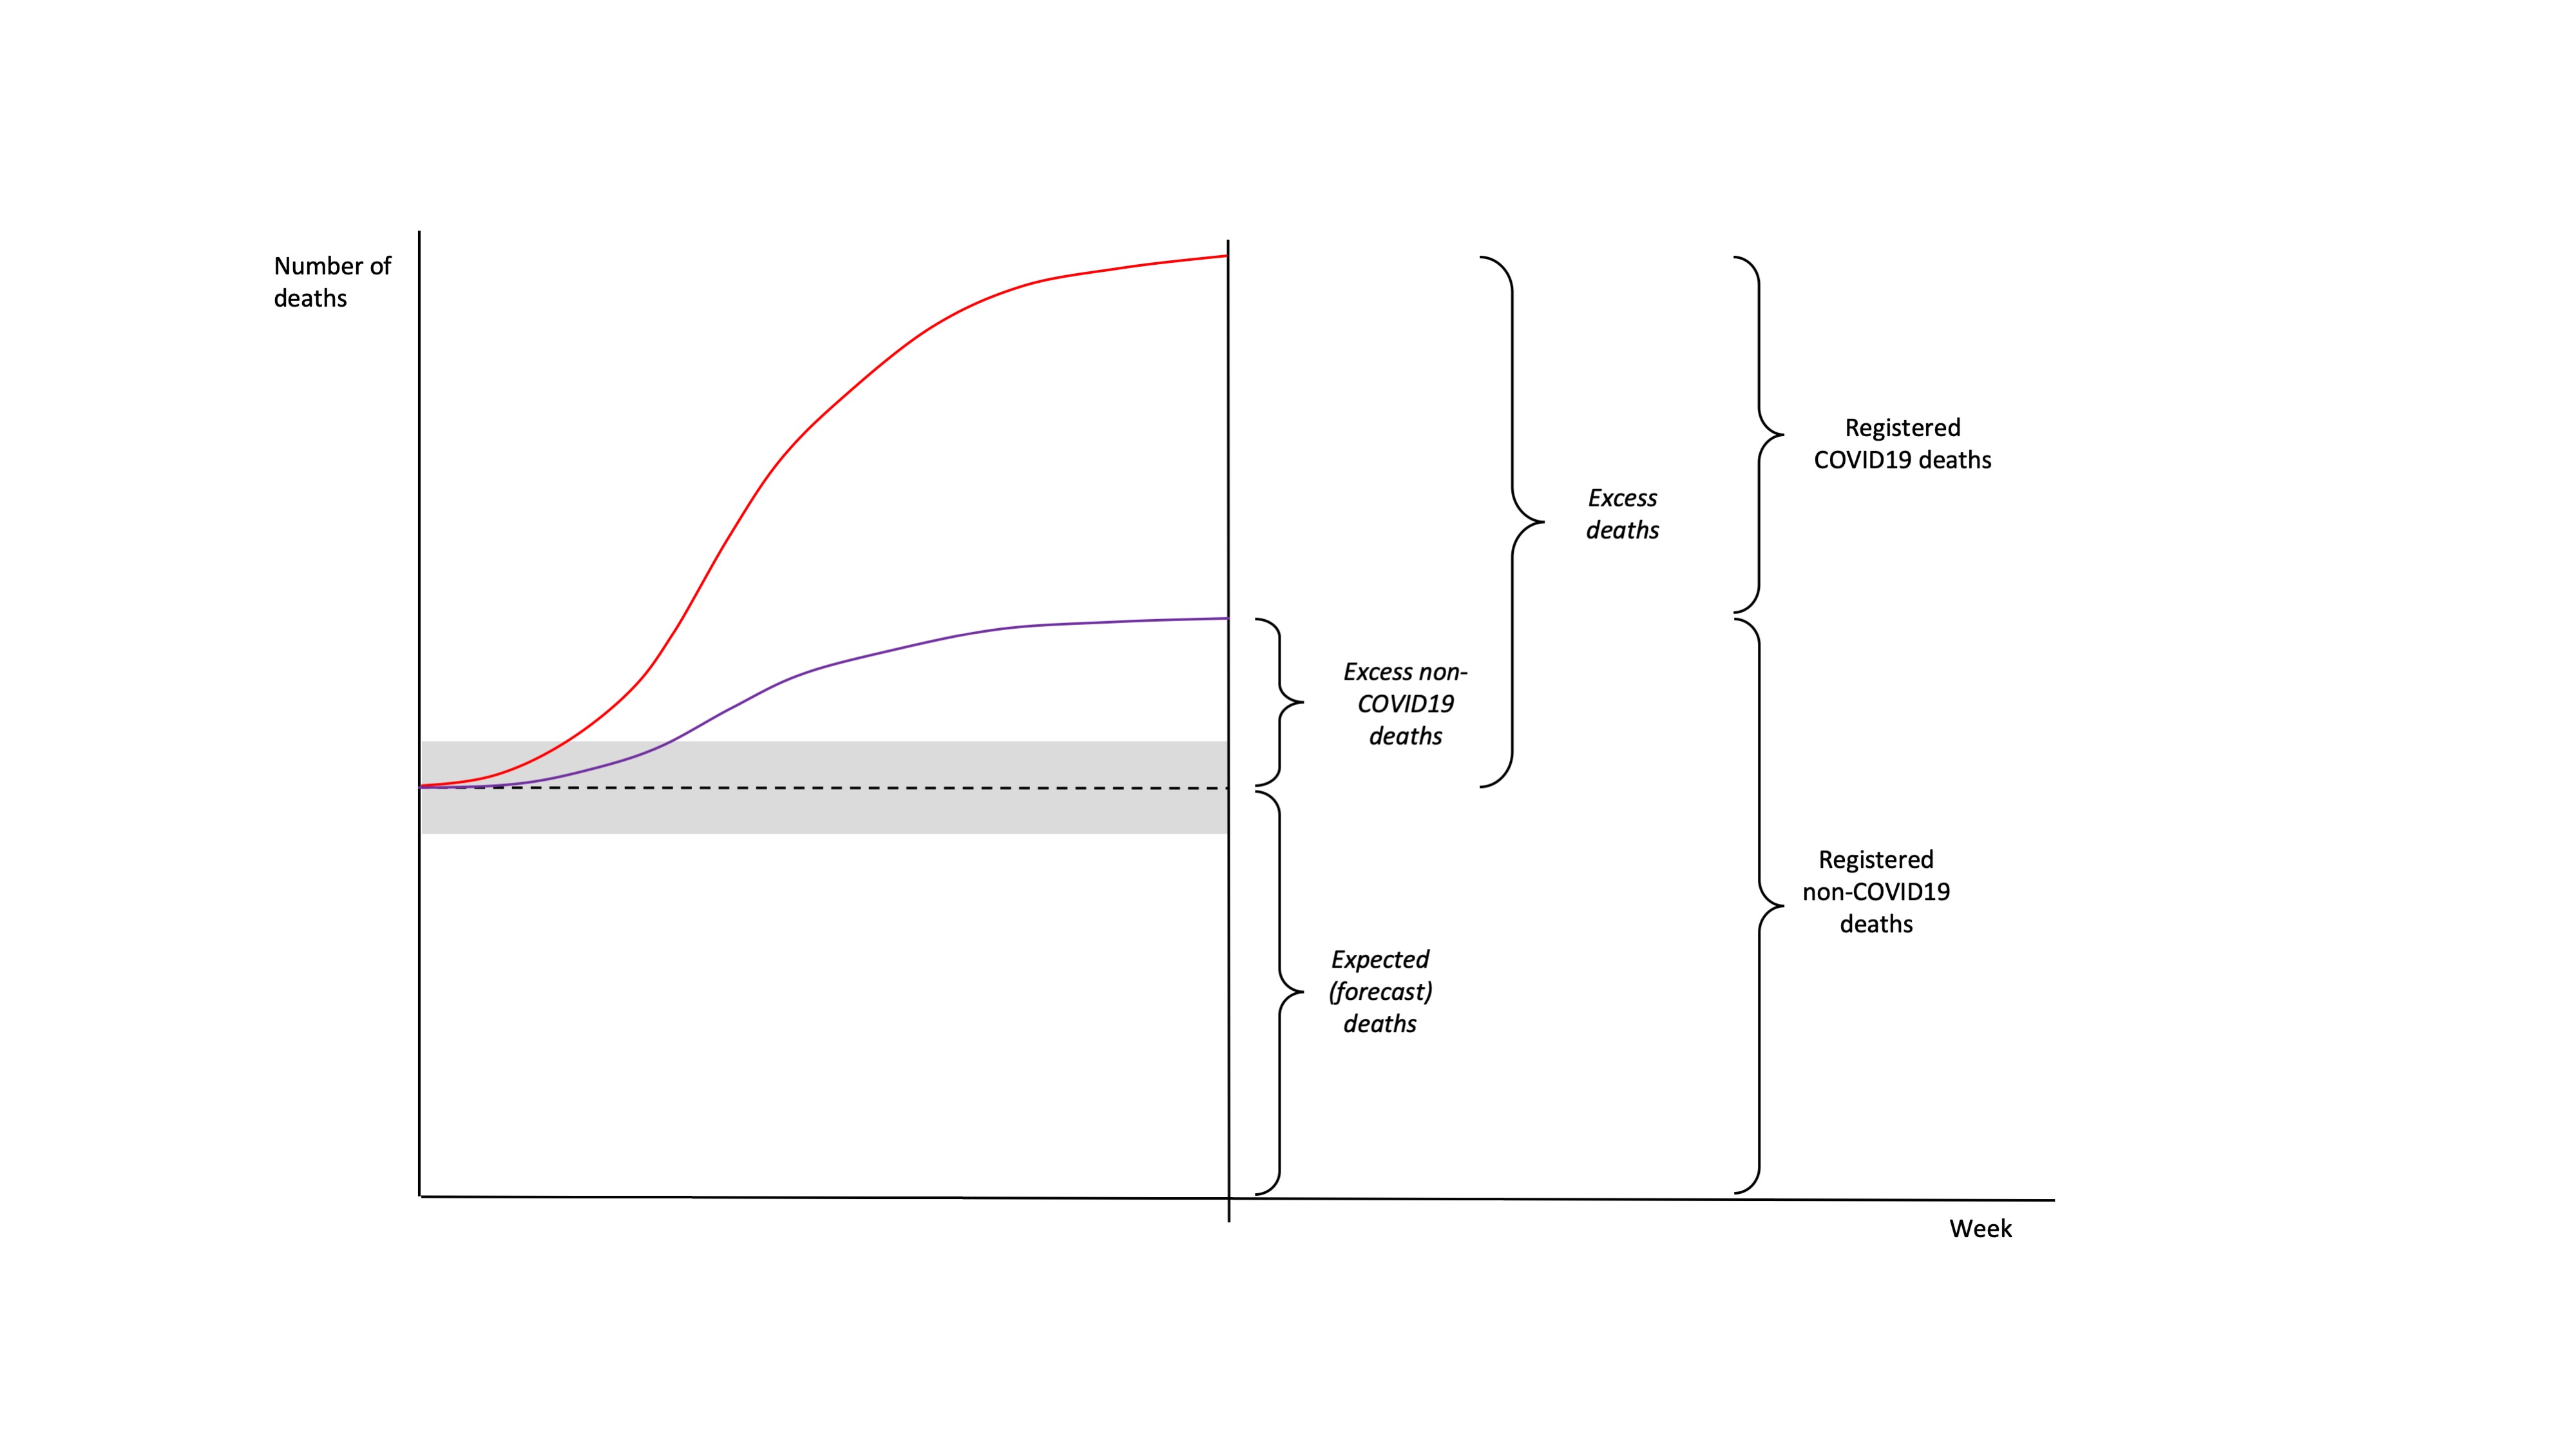 Number of
deaths
Registered
COVID19 deaths
Excess
deaths
Excess non-
COVID19
deaths
Registered
non-COVID19
deaths
Expected
(forecast)
deaths
Week